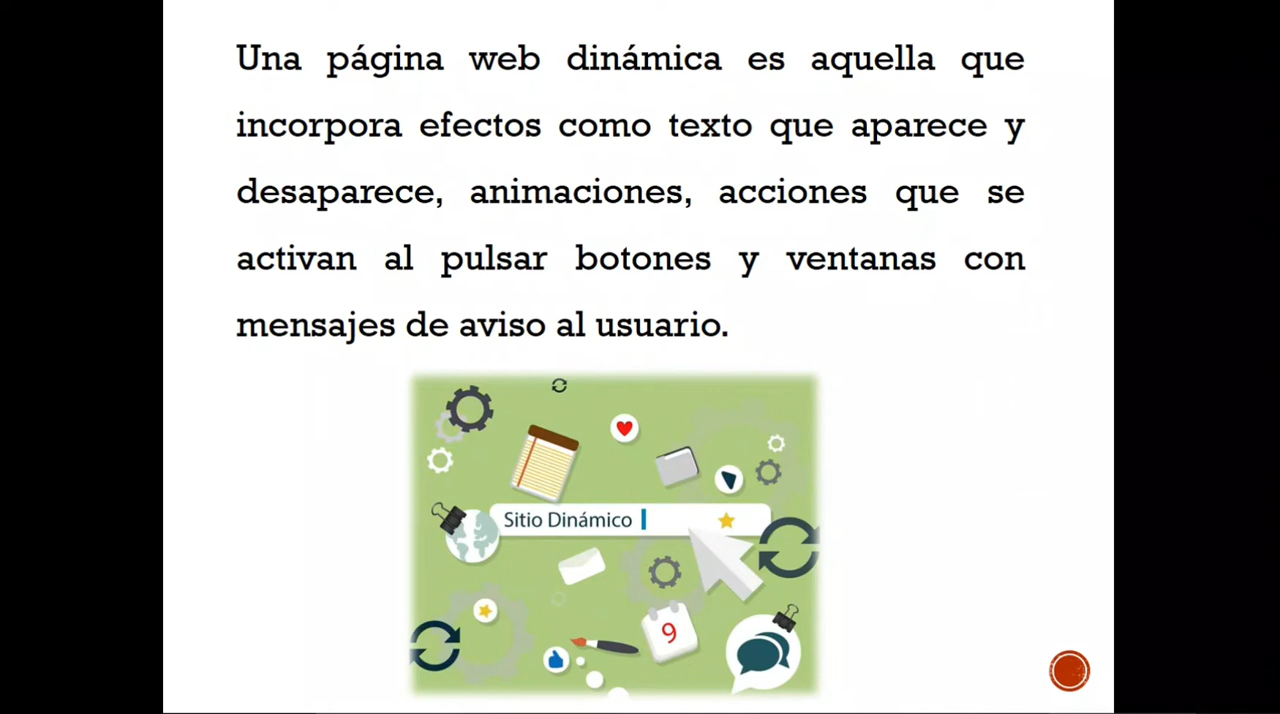 Una página web dinámica es aquella que
incorpora efectos como texto que aparece y
desaparece, animaciones, acciones que se
activan al pulsar botones y ventanas con
mensajes de aviso al usuario.
Sitio Dinámico
9